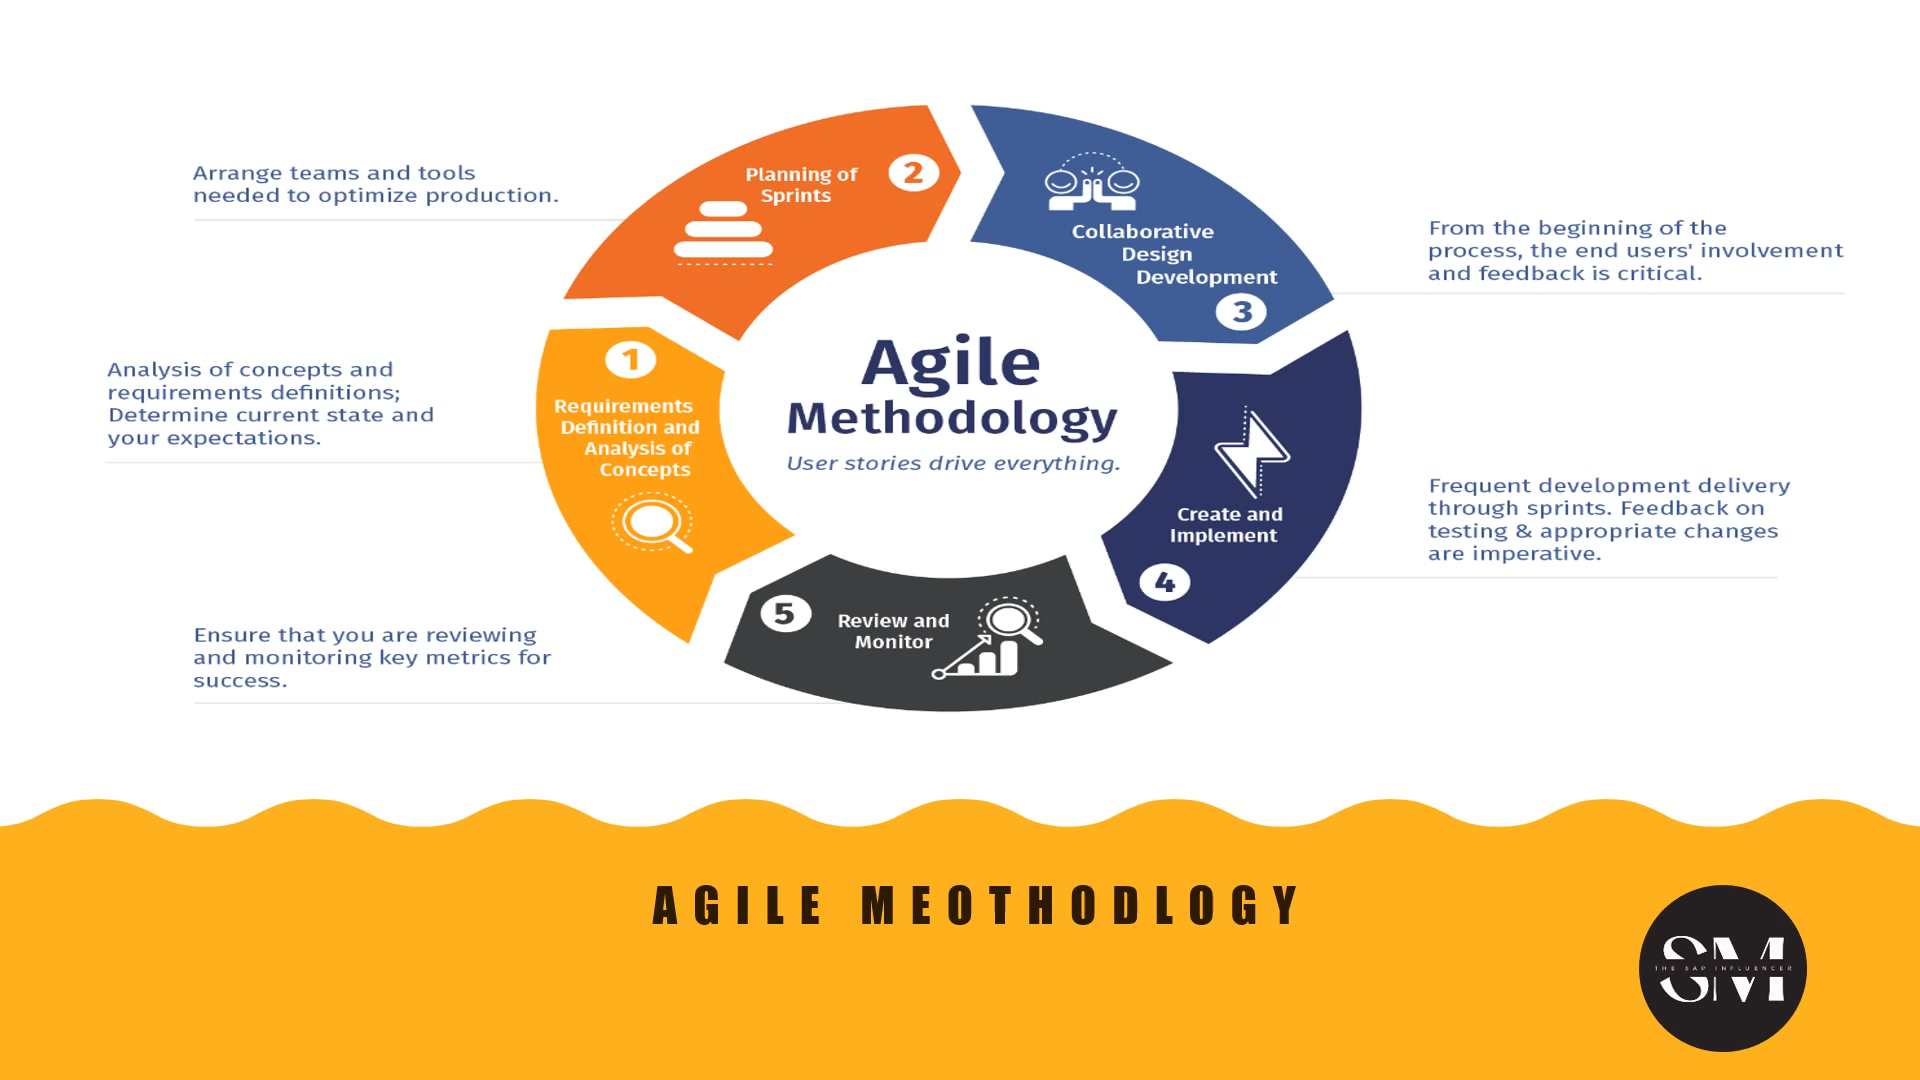 Arrange teams and tools
needed to optimize production.
Planning of
Sprints
2
Collaborative
Design
Development
3
From the beginning of the
process, the end users' involvement
and feedback is critical.
Analysis of concepts and
requirements definitions;
Determine current state and
your expectations.
1
Requirements
Definition and
Analysis of
Concepts
Agile
Methodology
User stories drive everything.
Create and
Implement
4
Frequent development delivery
through sprints. Feedback on
testing & appropriate changes
are imperative.
Ensure that you are reviewing
and monitoring key metrics for
success.
5
Review and
Monitor
AGILE MEOTHODLOGY
SM
THE SAP INFLUENCER